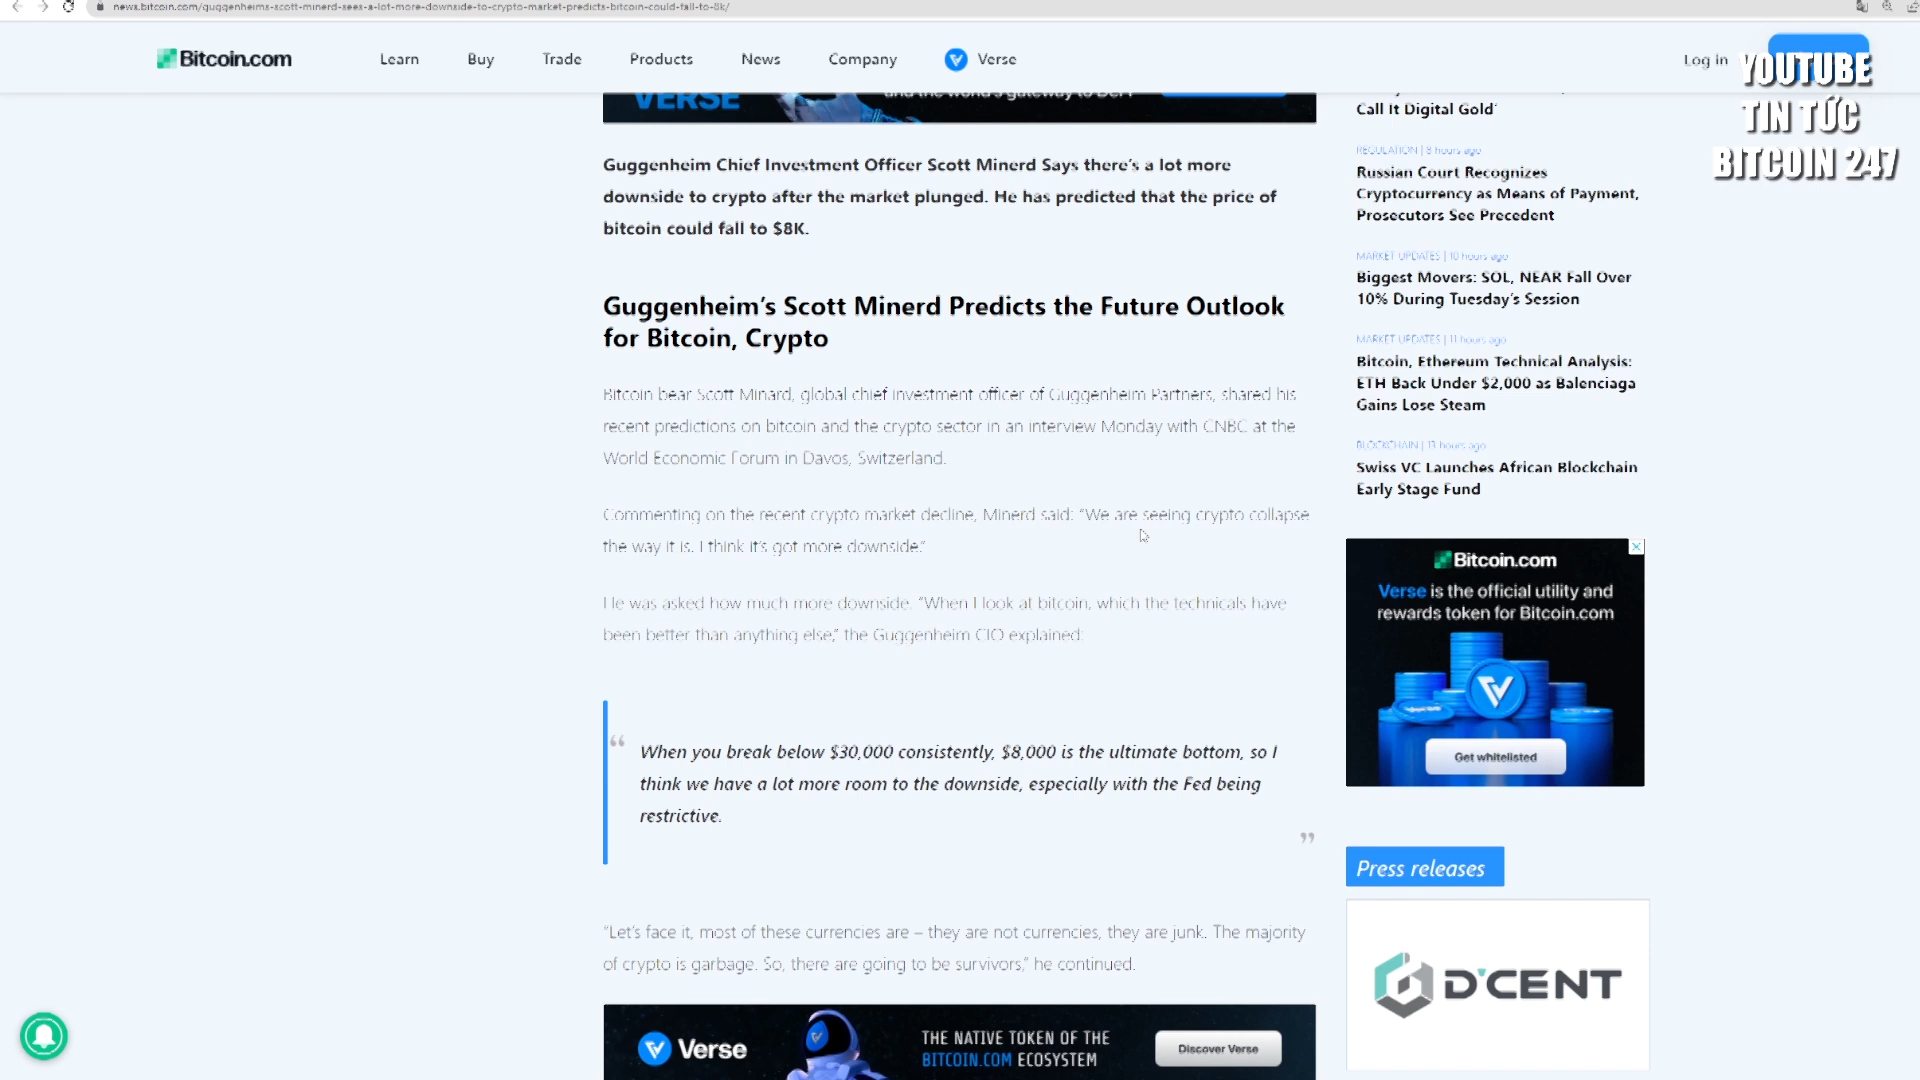 news.bitcoin.com/guggenheims-scott-minerd-sees-a-lot-more-downside-to-crypto-market-predicts-bitcoin-could-fall-to-8k/
Bitcoin.com
Learn
Buy
Trade
Products
News
Company
Verse
Log in
YOUTUBE
TIN TỨC
BITCOIN 247
VERSE
and the world's gateway to DeFi
Guggenheim Chief Investment Officer Scott Minerd Says there's a lot more
downside to crypto after the market plunged. He has predicted that the price of
bitcoin could fall to $8K.
Guggenheim's Scott Minerd Predicts the Future Outlook
for Bitcoin, Crypto
Bitcoin bear Scott Minard, global chief investment officer of Guggenheim Partners, shared his
recent predictions on bitcoin and the crypto sector in an interview Monday with CNBC at the
World Economic Forum in Davos, Switzerland.
Commenting on the recent crypto market decline, Minerd said: “We are seeing crypto collapse
the way it is. I think it's got more downside.”
He was asked how much more downside. “When I look at bitcoin, which the technicals have
been better than anything else,” the Guggenheim CIO explained:
“
When you break below $30,000 consistently, $8,000 is the ultimate bottom, so I
think we have a lot more room to the downside, especially with the Fed being
restrictive.
”
“Let's face it, most of these currencies are – they are not currencies, they are junk. The majority
of crypto is garbage. So, there are going to be survivors,” he continued.
Verse
THE NATIVE TOKEN OF THE
BITCOIN.COM ECOSYSTEM
Discover Verse
Call It Digital Gold'
REGULATION | 8 hours ago
Russian Court Recognizes
Cryptocurrency as Means of Payment,
Prosecutors See Precedent
MARKET UPDATES | 10 hours ago
Biggest Movers: SOL, NEAR Fall Over
10% During Tuesday's Session
MARKET UPDATES | 11 hours ago
Bitcoin, Ethereum Technical Analysis:
ETH Back Under $2,000 as Balenciaga
Gains Lose Steam
BLOCKCHAIN | 13 hours ago
Swiss VC Launches African Blockchain
Early Stage Fund
Bitcoin.com
Verse is the official utility and
rewards token for Bitcoin.com
Get whitelisted
Press releases
D'CENT